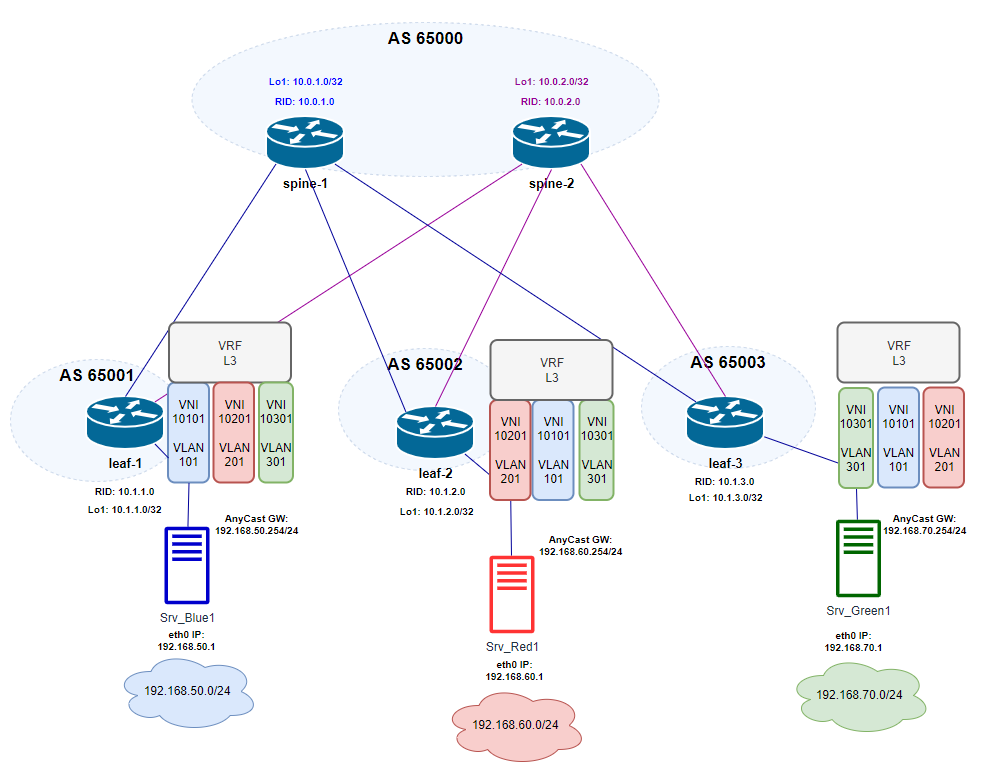 AS 65000
Lo1: 10.0.1.0/32
RID: 10.0.1.0
Lo1: 10.0.2.0/32
RID: 10.0.2.0
spine-1
spine-2
AS 65001
VRF
L3
VNI
10101
VLAN
101
VNI
10201
VLAN
201
VNI
10301
VLAN
301
leaf-1
RID: 10.1.1.0
Lo1: 10.1.1.0/32
AnyCast GW:
192.168.50.254/24
Srv_Blue1
eth0 IP:
192.168.50.1
192.168.50.0/24
AS 65002
VRF
L3
VNI
10201
VLAN
201
VNI
10101
VLAN
101
VNI
10301
VLAN
301
leaf-2
RID: 10.1.2.0
Lo1: 10.1.2.0/32
AnyCast GW:
192.168.60.254/24
Srv_Red1
eth0 IP:
192.168.60.1
192.168.60.0/24
AS 65003
VRF
L3
VNI
10301
VLAN
301
VNI
10101
VLAN
101
VNI
10201
VLAN
201
leaf-3
RID: 10.1.3.0
Lo1: 10.1.3.0/32
AnyCast GW:
192.168.70.254/24
Srv_Green1
eth0 IP:
192.168.70.1
192.168.70.0/24